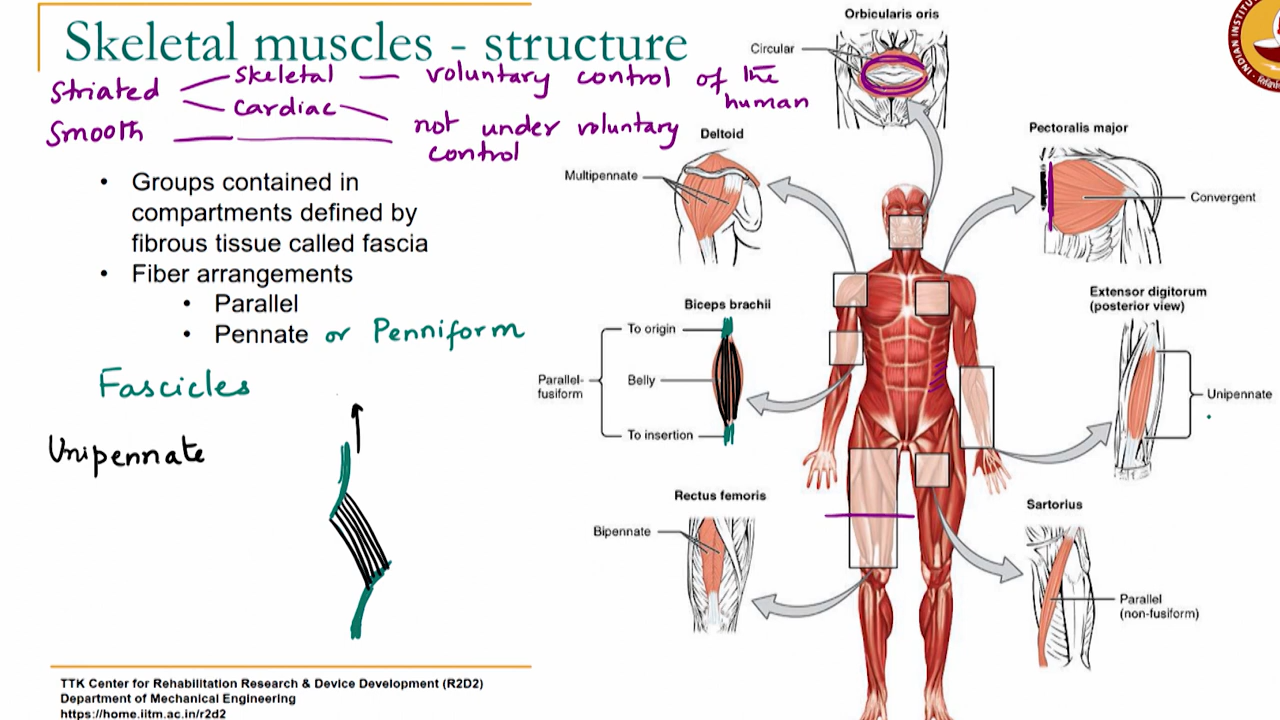 Skeletal muscles - structure
Striated
Skeletal — voluntary control of the human
Cardiac
Smooth
not under voluntary control
• Groups contained in
compartments defined by
fibrous tissue called fascia
• Fiber arrangements
• Parallel
• Pennate or Penniform
Fascicles
Unipennate
Orbicularis oris
Circular
Deltoid
Multipennate
Pectoralis major
Convergent
Biceps brachii
To origin
Parallel-
fusiform
Belly
To insertion
Extensor digitorum
(posterior view)
Unipennate
Rectus femoris
Bipennate
Sartorius
Parallel
(non-fusiform)
TTK Center for Rehabilitation Research & Device Development (R2D2)
Department of Mechanical Engineering
https://home.iitm.ac.in/r2d2
INDIAN INSTITU